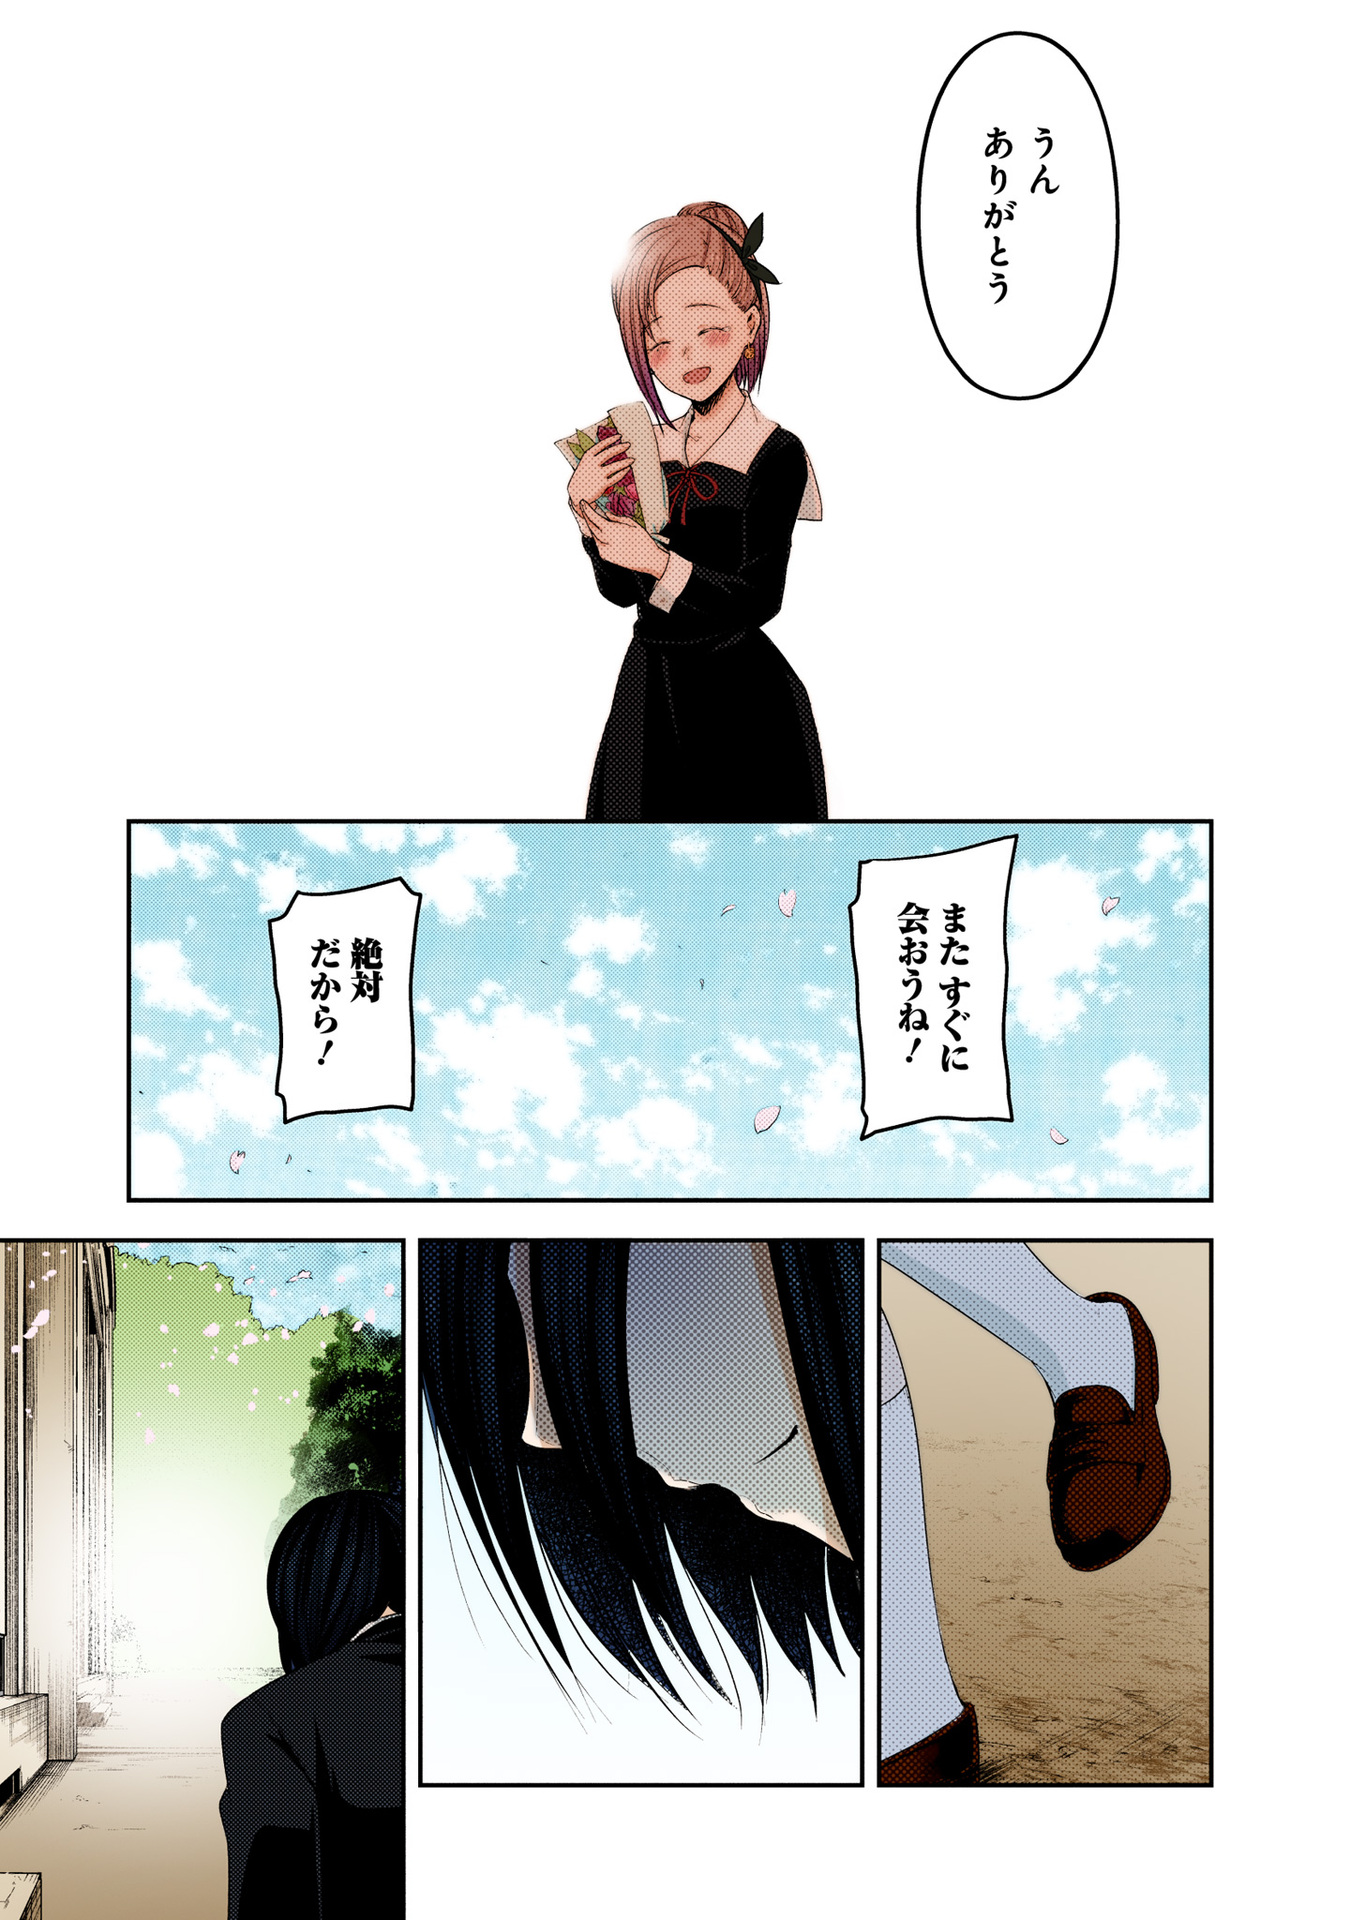 うん
ありがとう
また すぐに
会おうね！
絶対
だから！